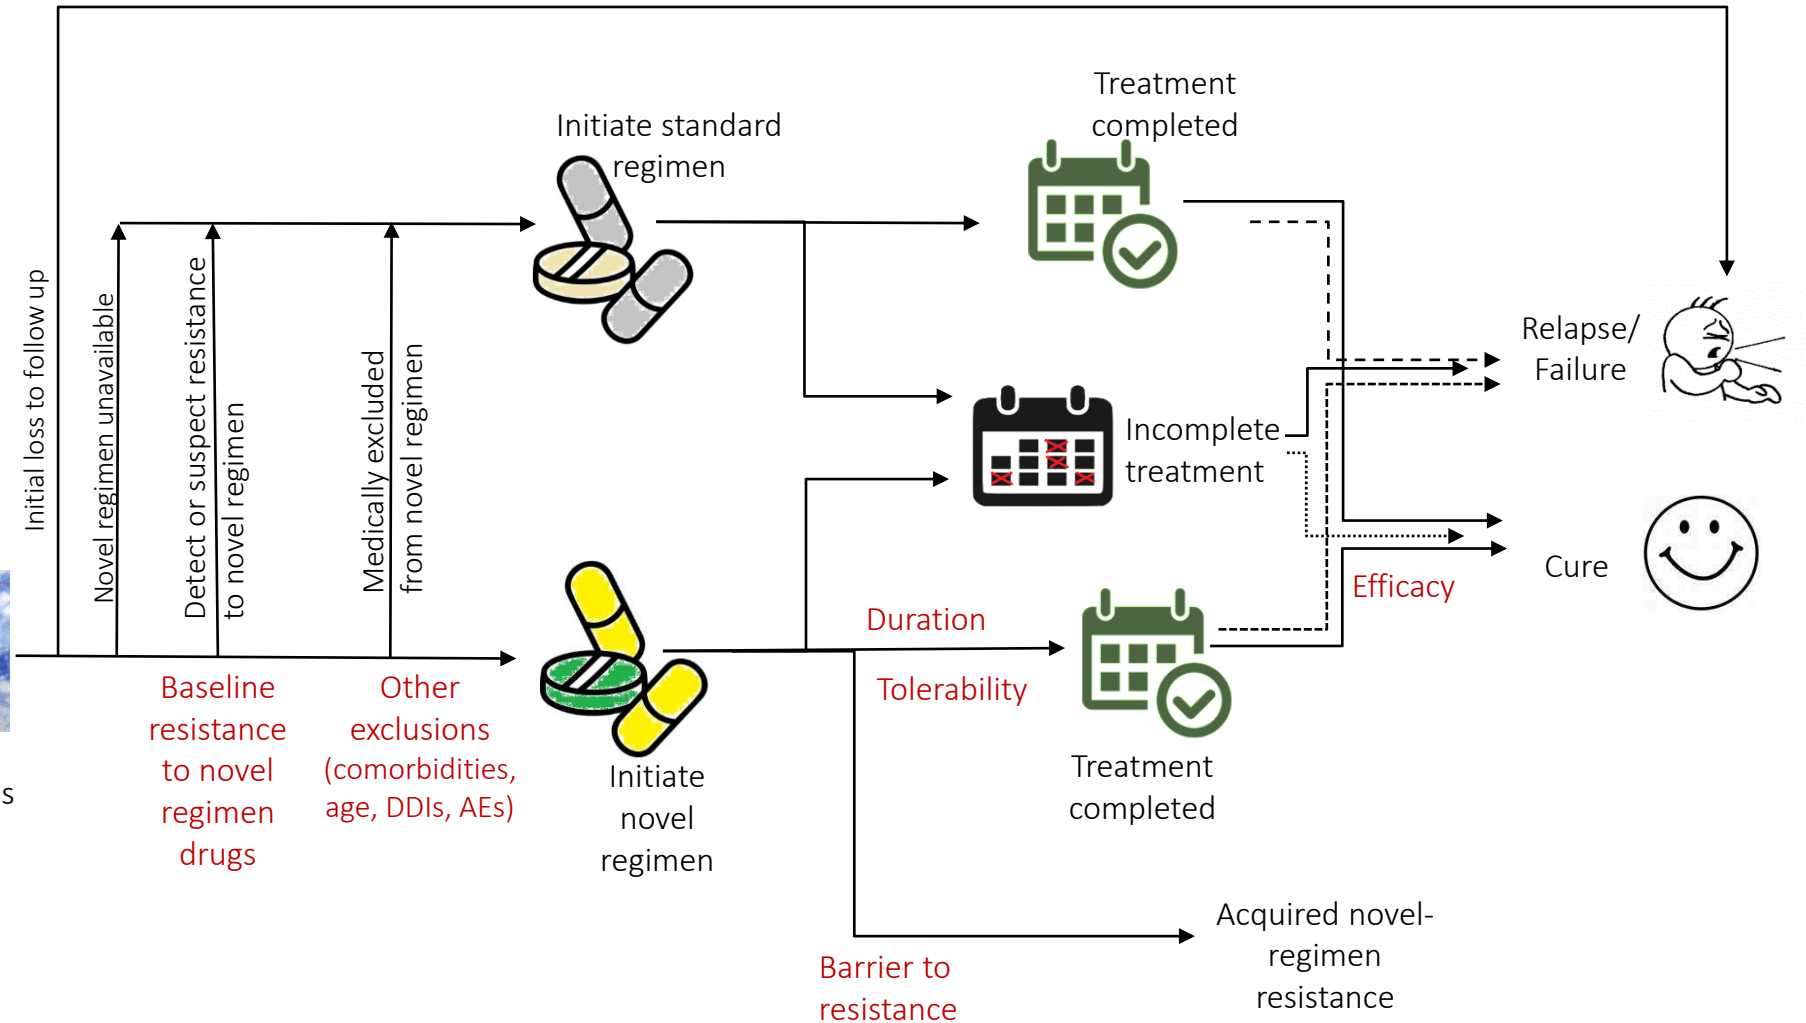 Initial loss to follow up
Novel regimen unavailable
Detect or suspect resistance
to novel regimen
Medically excluded
from novel regimen
Initiate standard
regimen
Treatment
completed
Relapse/
Failure
Incomplete
treatment
Cure
Efficacy
Duration
Tolerability
Baseline
resistance
to novel
regimen
drugs
Other
exclusions
(comorbidities,
age, DDIs, AEs)
Initiate
novel
regimen
Treatment
completed
s
Barrier to
resistance
Acquired novel-
regimen
resistance